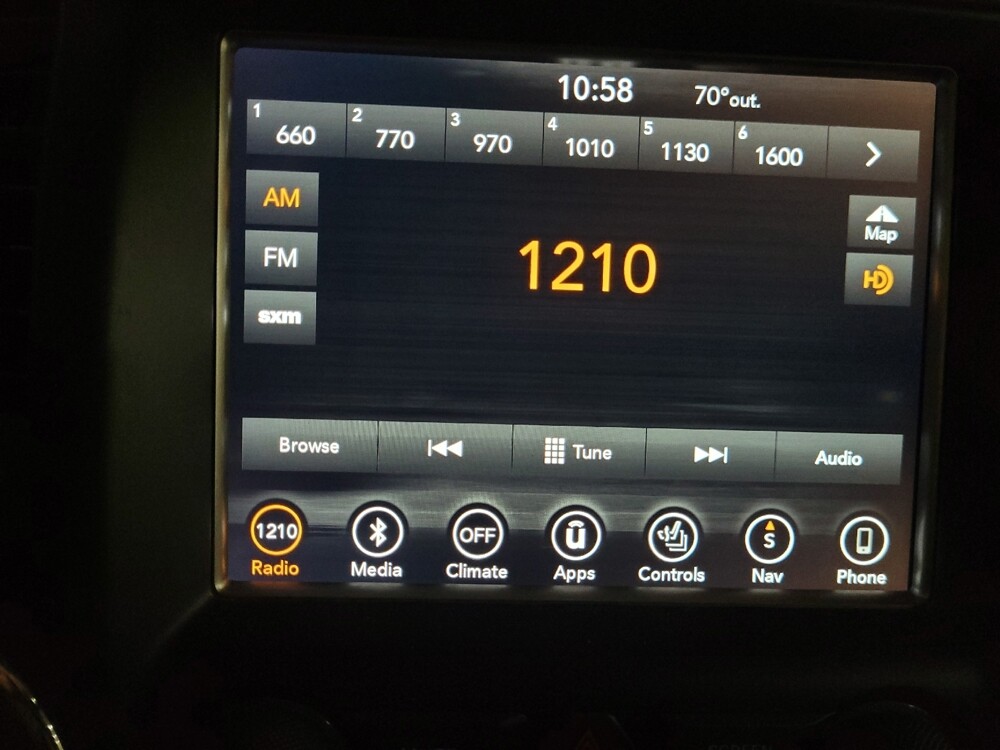 10:58 70° out.
1 660 2 770 3 970 4 1010 5 1130 6 1600
AM
FM
sxm
1210
Map
HD
Browse Tune Audio
1210 OFF u S
Radio Media Climate Apps Controls Nav Phone